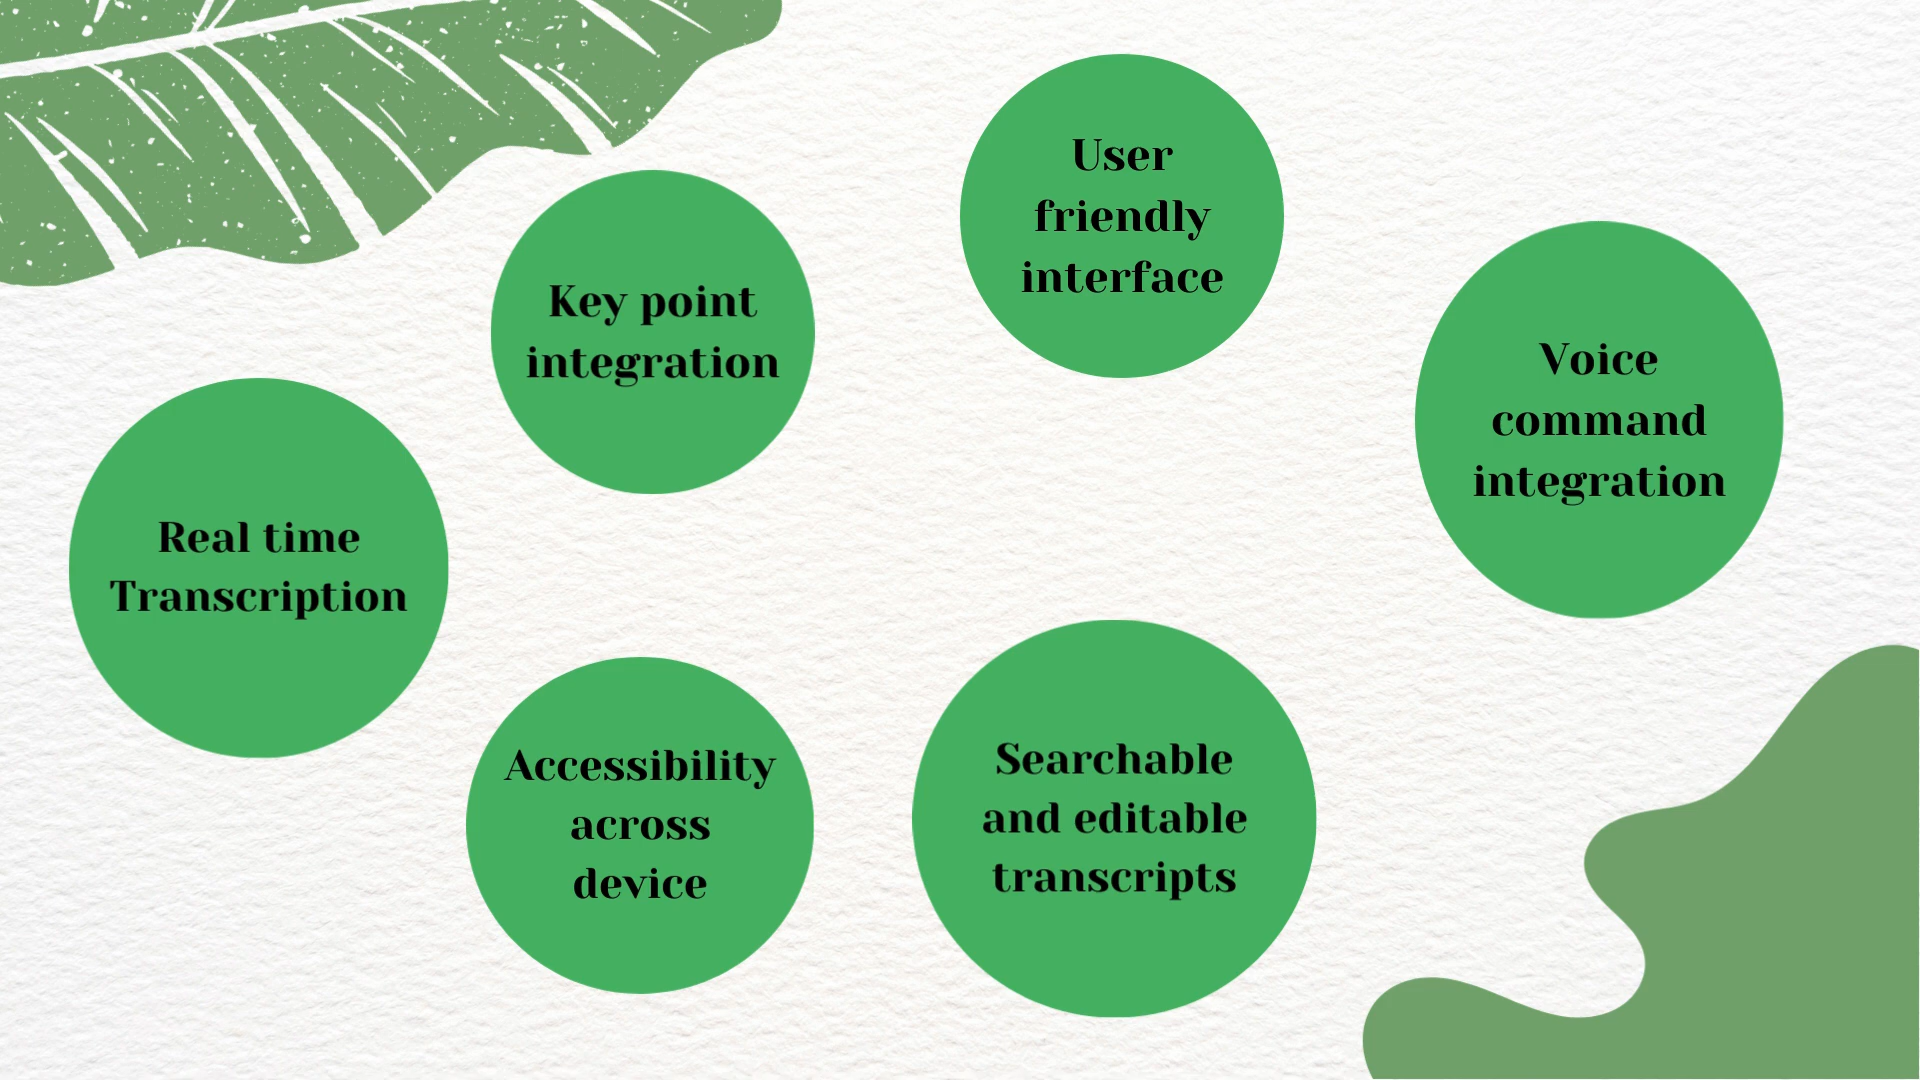 User
friendly
interface
Key point
integration
Voice
command
integration
Real time
Transcription
Accessibility
across
device
Searchable
and editable
transcripts